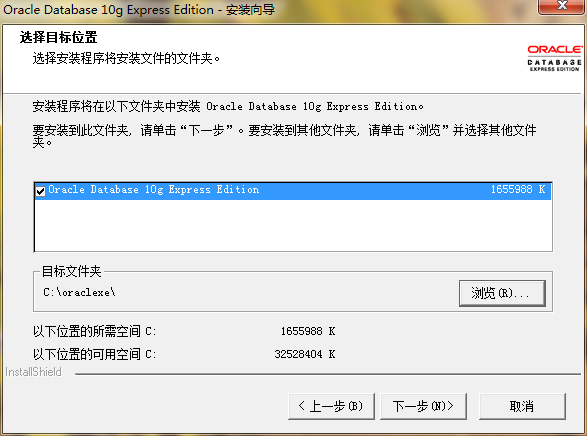 Oracle Database 10g Express Edition - 安装向导
选择目标位置
选择安装程序将安装文件的文件夹。
ORACLE
DATABASE
EXPRESS EDITION
安装程序将在以下文件夹中安装 Oracle Database 10g Express Edition。
要安装到此文件夹, 请单击“下一步”。要安装到其他文件夹, 请单击“浏览”并选择其他文件
夹。
Oracle Database 10g Express Edition 1655988 K
目标文件夹
C:\oraclexe\
浏览(R)...
以下位置的所需空间 C: 1655988 K
以下位置的可用空间 C: 32528404 K
InstallShield
< 上一步(B) 下一步(N)> 取消